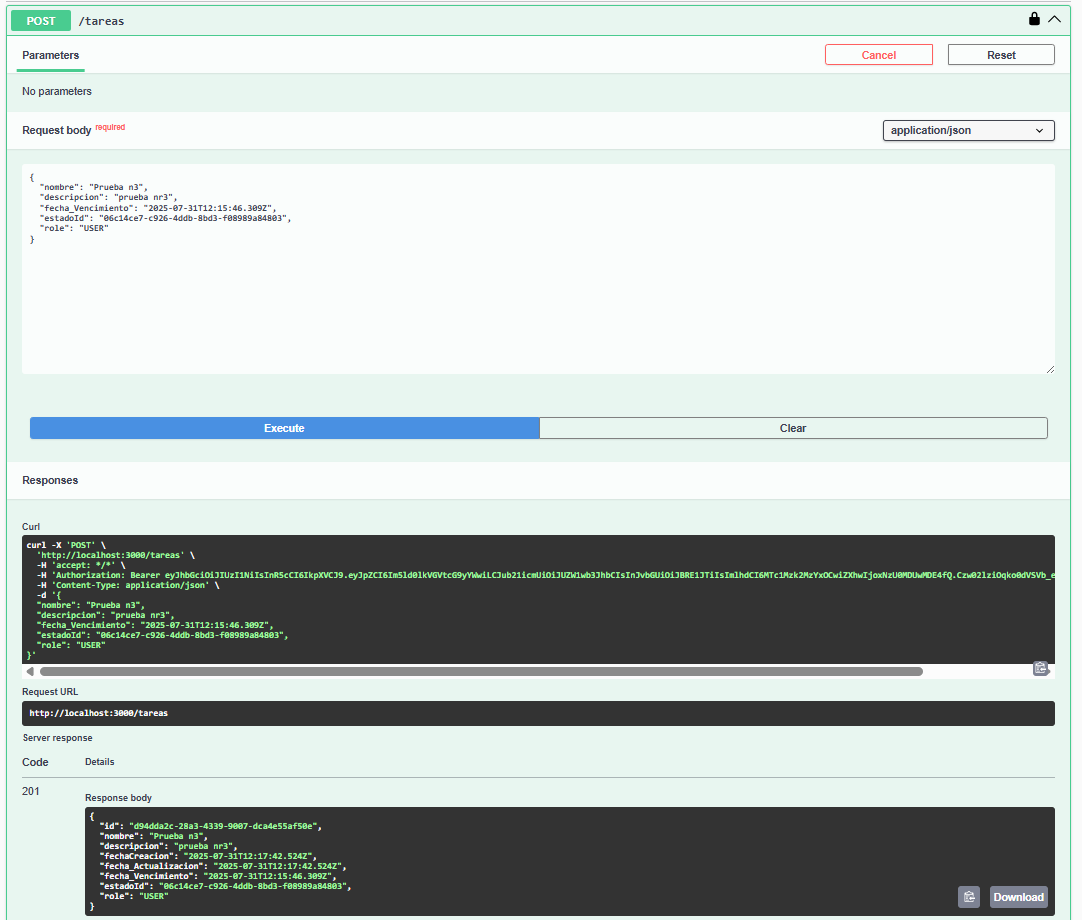 POST /tareas
Parameters
Cancel
Reset
No parameters
Request body required
application/json
{
"nombre": "Prueba n3",
"descripcion": "prueba nr3",
"fecha_Vencimiento": "2025-07-31T12:15:46.309Z",
"estadoId": "06c14ce7-c926-4ddb-8bd3-f08989a84803",
"role": "USER"
}
Execute
Clear
Responses
Curl
curl -X 'POST' \
'http://localhost:3000/tareas' \
-H 'accept: */*' \
-H 'Authorization: Bearer
-H 'Content-Type: application/json' \
-d '{
"nombre": "Prueba n3",
"descripcion": "prueba nr3",
"fecha_Vencimiento": "2025-07-31T12:15:46.309Z",
"estadoId": "06c14ce7-c926-4ddb-8bd3-f08989a84803",
"role": "USER"
}'
Request URL
http://localhost:3000/tareas
Server response
Code Details
201
Response body
{
"id": "d94dda2c-28a3-4339-9007-dca4e55af50e",
"nombre": "Prueba n3",
"descripcion": "prueba nr3",
"fechaCreacion": "2025-07-31T12:17:42.524Z",
"fecha_Actualizacion": "2025-07-31T12:17:42.524Z",
"fecha_Vencimiento": "2025-07-31T12:15:46.309Z",
"estadoId": "06c14ce7-c926-4ddb-8bd3-f08989a84803",
"role": "USER"
}
Download